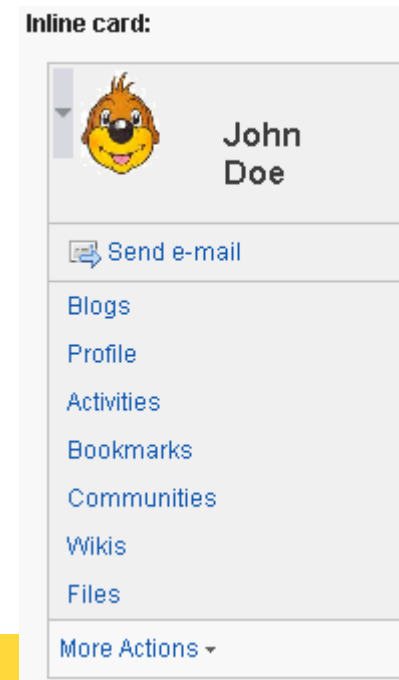 Inline card:
John
Doe
Send e-mail
Blogs
Profile
Activities
Bookmarks
Communities
Wikis
Files
More Actions